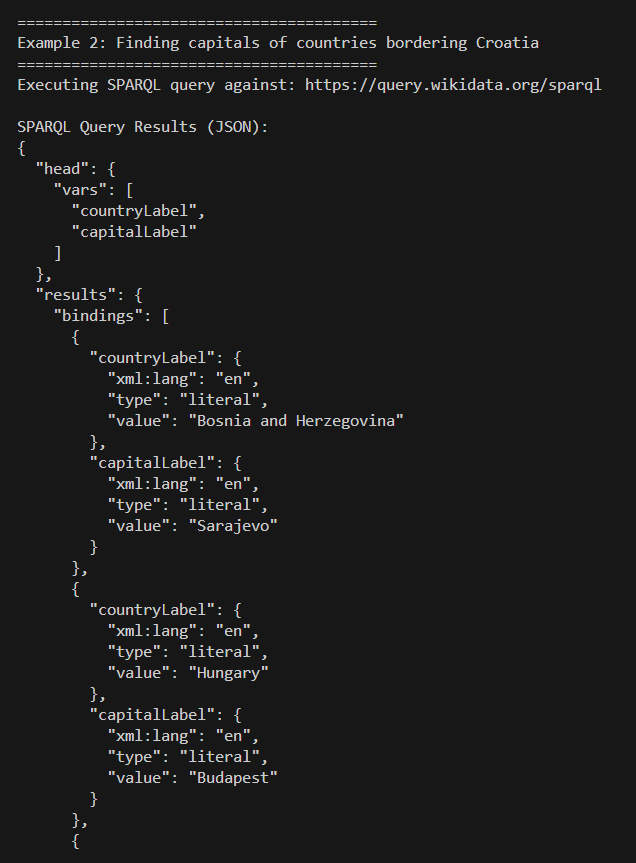 ========================================
Example 2: Finding capitals of countries bordering Croatia
========================================
Executing SPARQL query against: https://query.wikidata.org/sparql

SPARQL Query Results (JSON):
{
  "head": {
    "vars": [
      "countryLabel",
      "capitalLabel"
    ]
  },
  "results": {
    "bindings": [
      {
        "countryLabel": {
          "xml:lang": "en",
          "type": "literal",
          "value": "Bosnia and Herzegovina"
        },
        "capitalLabel": {
          "xml:lang": "en",
          "type": "literal",
          "value": "Sarajevo"
        }
      },
      {
        "countryLabel": {
          "xml:lang": "en",
          "type": "literal",
          "value": "Hungary"
        },
        "capitalLabel": {
          "xml:lang": "en",
          "type": "literal",
          "value": "Budapest"
        }
      },
      {